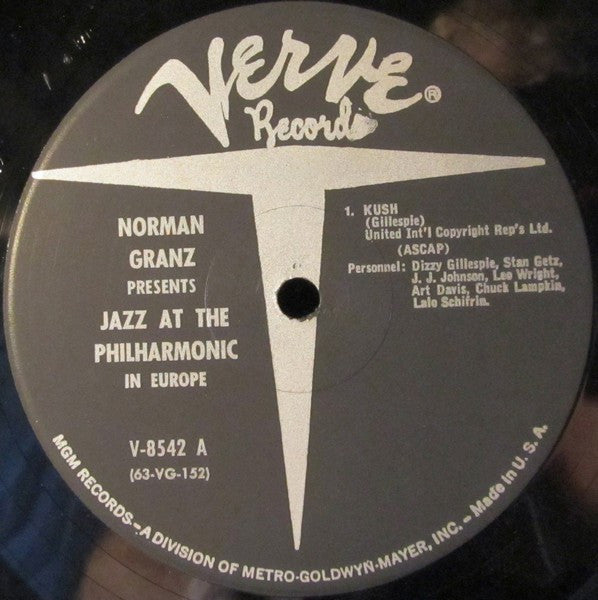 Verve®
Records
NORMAN
GRANZ
PRESENTS
JAZZ AT THE
PHILHARMONIC
IN EUROPE
V-8542 A
(63-VG-152)
1. KUSH
(Gillespie)
United Int'l Copyright Rep's Ltd.
(ASCAP)
Personnel: Dizzy Gillespie, Stan Getz,
J. J. Johnson, Leo Wright,
Art Davis, Chuck Lampkin,
Lalo Schifrin.
MGM RECORDS—A DIVISION OF METRO-GOLDWYN-MAYER, INC.—Made in U. S. A.